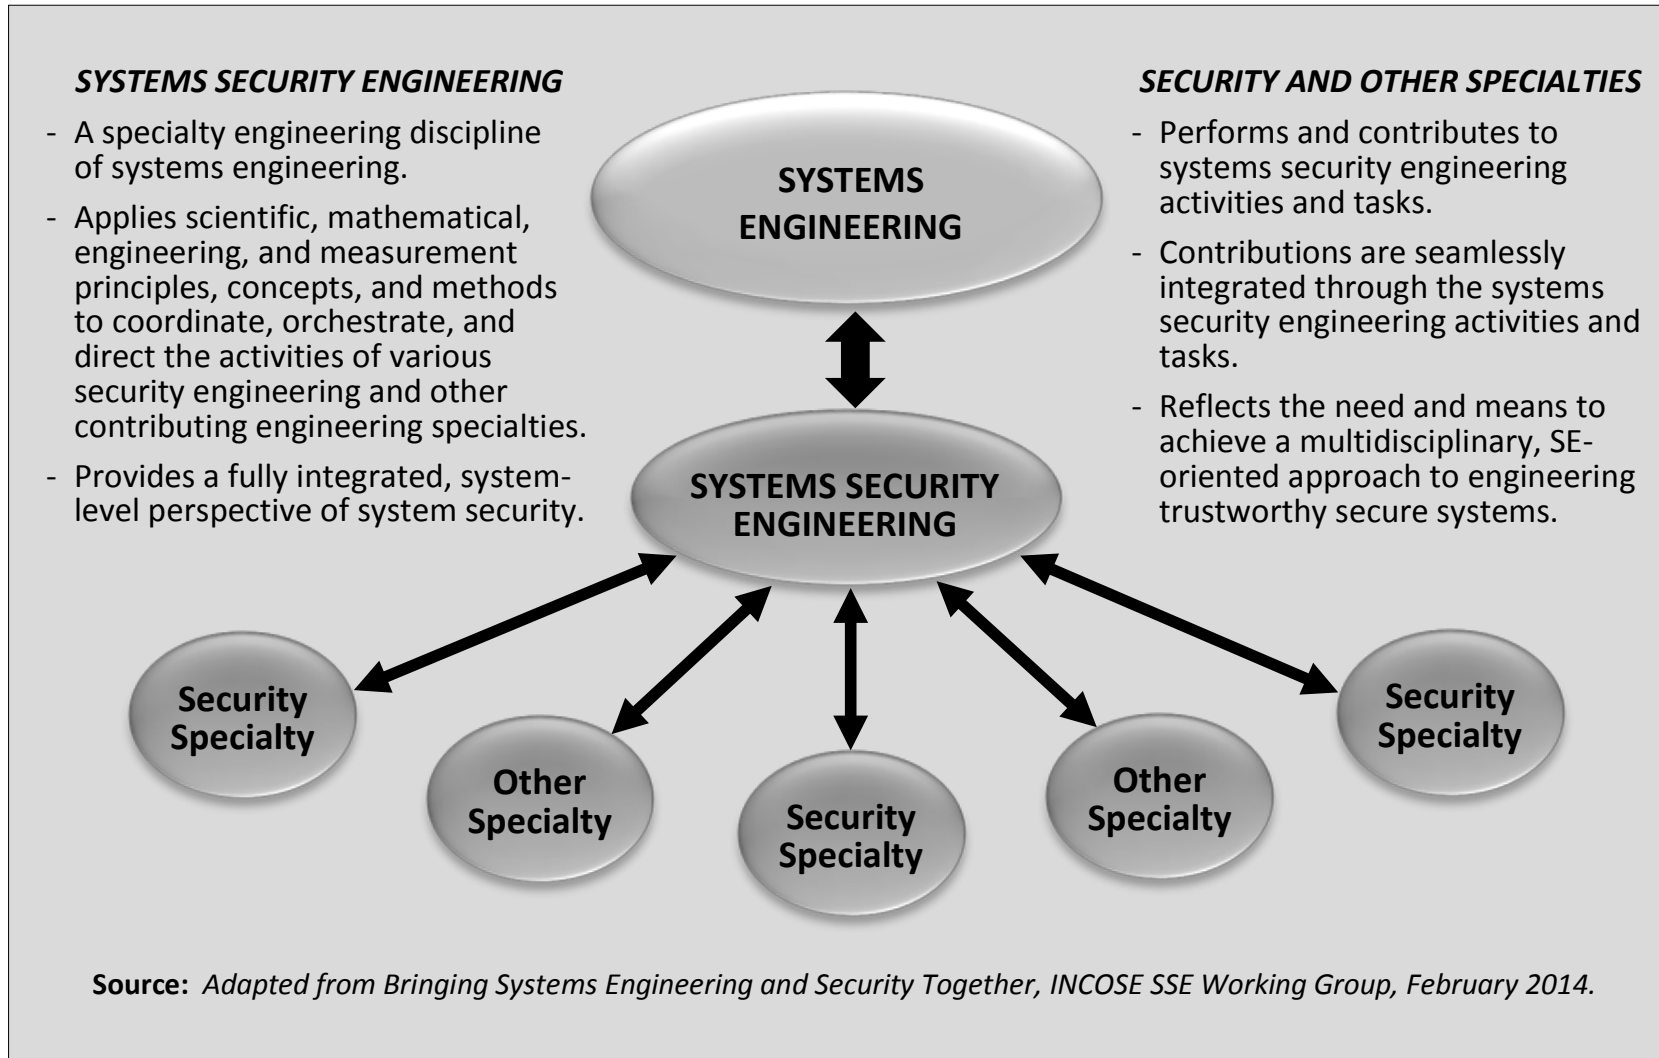 SYSTEMS SECURITY ENGINEERING
- A specialty engineering discipline
of systems engineering.
- Applies scientific, mathematical,
engineering, and measurement
principles, concepts, and methods
to coordinate, orchestrate, and
direct the activities of various
security engineering and other
contributing engineering specialties.
- Provides a fully integrated, system-
level perspective of system security.
SYSTEMS
ENGINEERING
SECURITY AND OTHER SPECIALTIES
- Performs and contributes to
systems security engineering
activities and tasks.
- Contributions are seamlessly
integrated through the systems
security engineering activities and
tasks.
- Reflects the need and means to
achieve a multidisciplinary, SE-
oriented approach to engineering
trustworthy secure systems.
SYSTEMS SECURITY
ENGINEERING
Security
Specialty
Other
Specialty
Security
Specialty
Other
Specialty
Security
Specialty
Source: Adapted from Bringing Systems Engineering and Security Together, INCOSE SSE Working Group, February 2014.